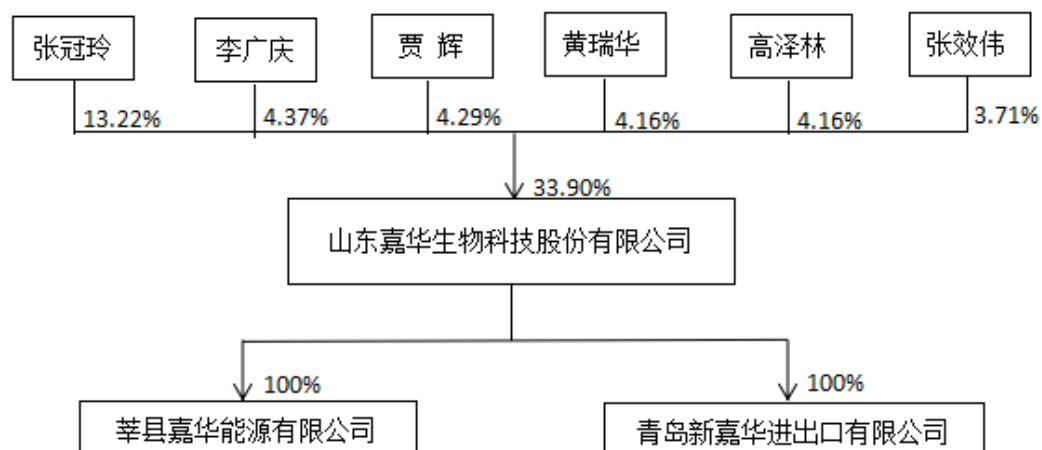 张冠玲
李广庆
贾 辉
黄瑞华
高泽林
张效伟
13.22%
4.37%
4.29%
4.16%
4.16%
3.71%
33.90%
山东嘉华生物科技股份有限公司
100%
100%
莘县嘉华能源有限公司
青岛新嘉华进出口有限公司